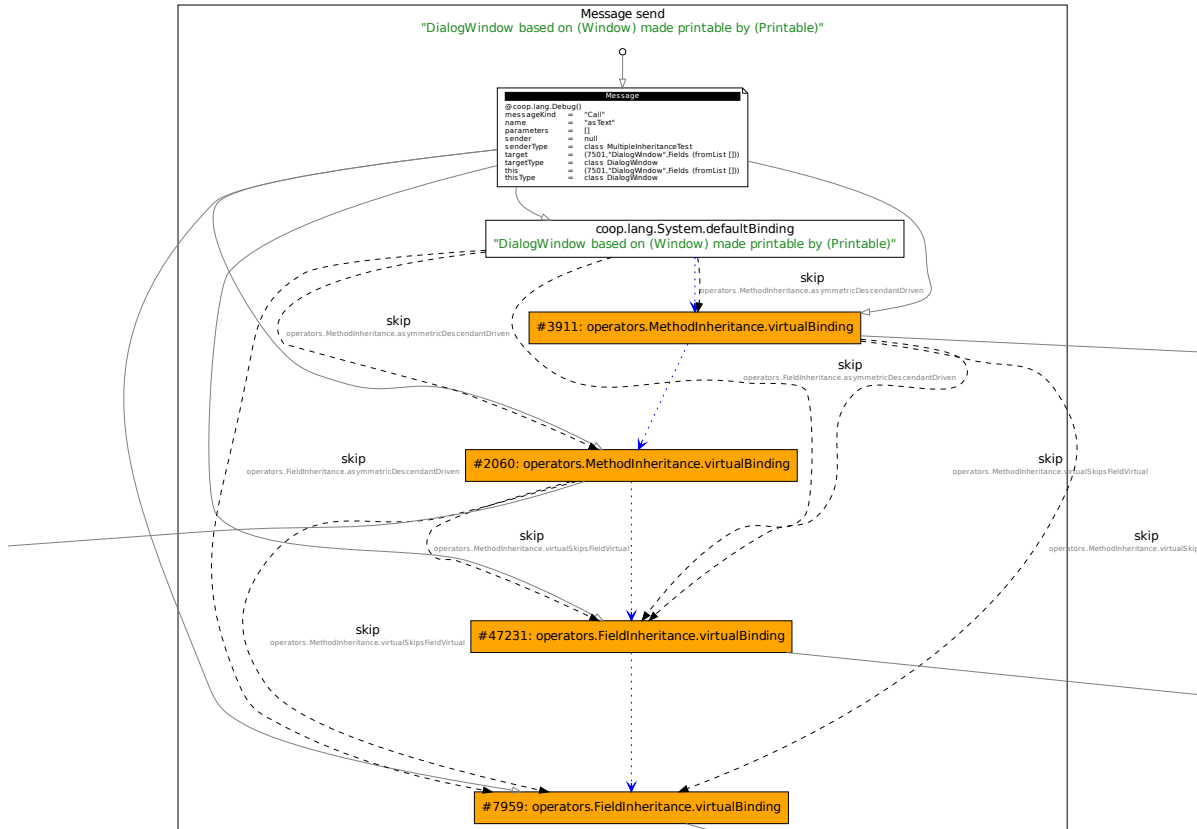 Message send
"DialogWindow based on (Window) made printable by (Printable)"
Message
@coop.lang.Debug()
messageKind = "Call"
name = "asText"
parameters = []
sender = null
senderType = class MultipleInheritanceTest
target = (7501,"DialogWindow",Fields (fromList []))
targetType = class DialogWindow
this = (7501,"DialogWindow",Fields (fromList []))
thisType = class DialogWindow
coop.lang.System.defaultBinding
"DialogWindow based on (Window) made printable by (Printable)"
skip
operators.MethodInheritance.asymmetricDescendantDriven
skip
operators.MethodInheritance.asymmetricDescendantDriven
#3911: operators.MethodInheritance.virtualBinding
skip
operators.FieldInheritance.asymmetricDescendantDriven
skip
operators.FieldInheritance.asymmetricDescendantDriven
#2060: operators.MethodInheritance.virtualBinding
skip
operators.MethodInheritance.virtualSkipsFieldVirtual
skip
operators.MethodInheritance.virtualSkipsFieldVirtual
skip
operators.MethodInheritance.virtualSkip
#47231: operators.FieldInheritance.virtualBinding
skip
operators.MethodInheritance.virtualSkipsFieldVirtual
#7959: operators.FieldInheritance.virtualBinding